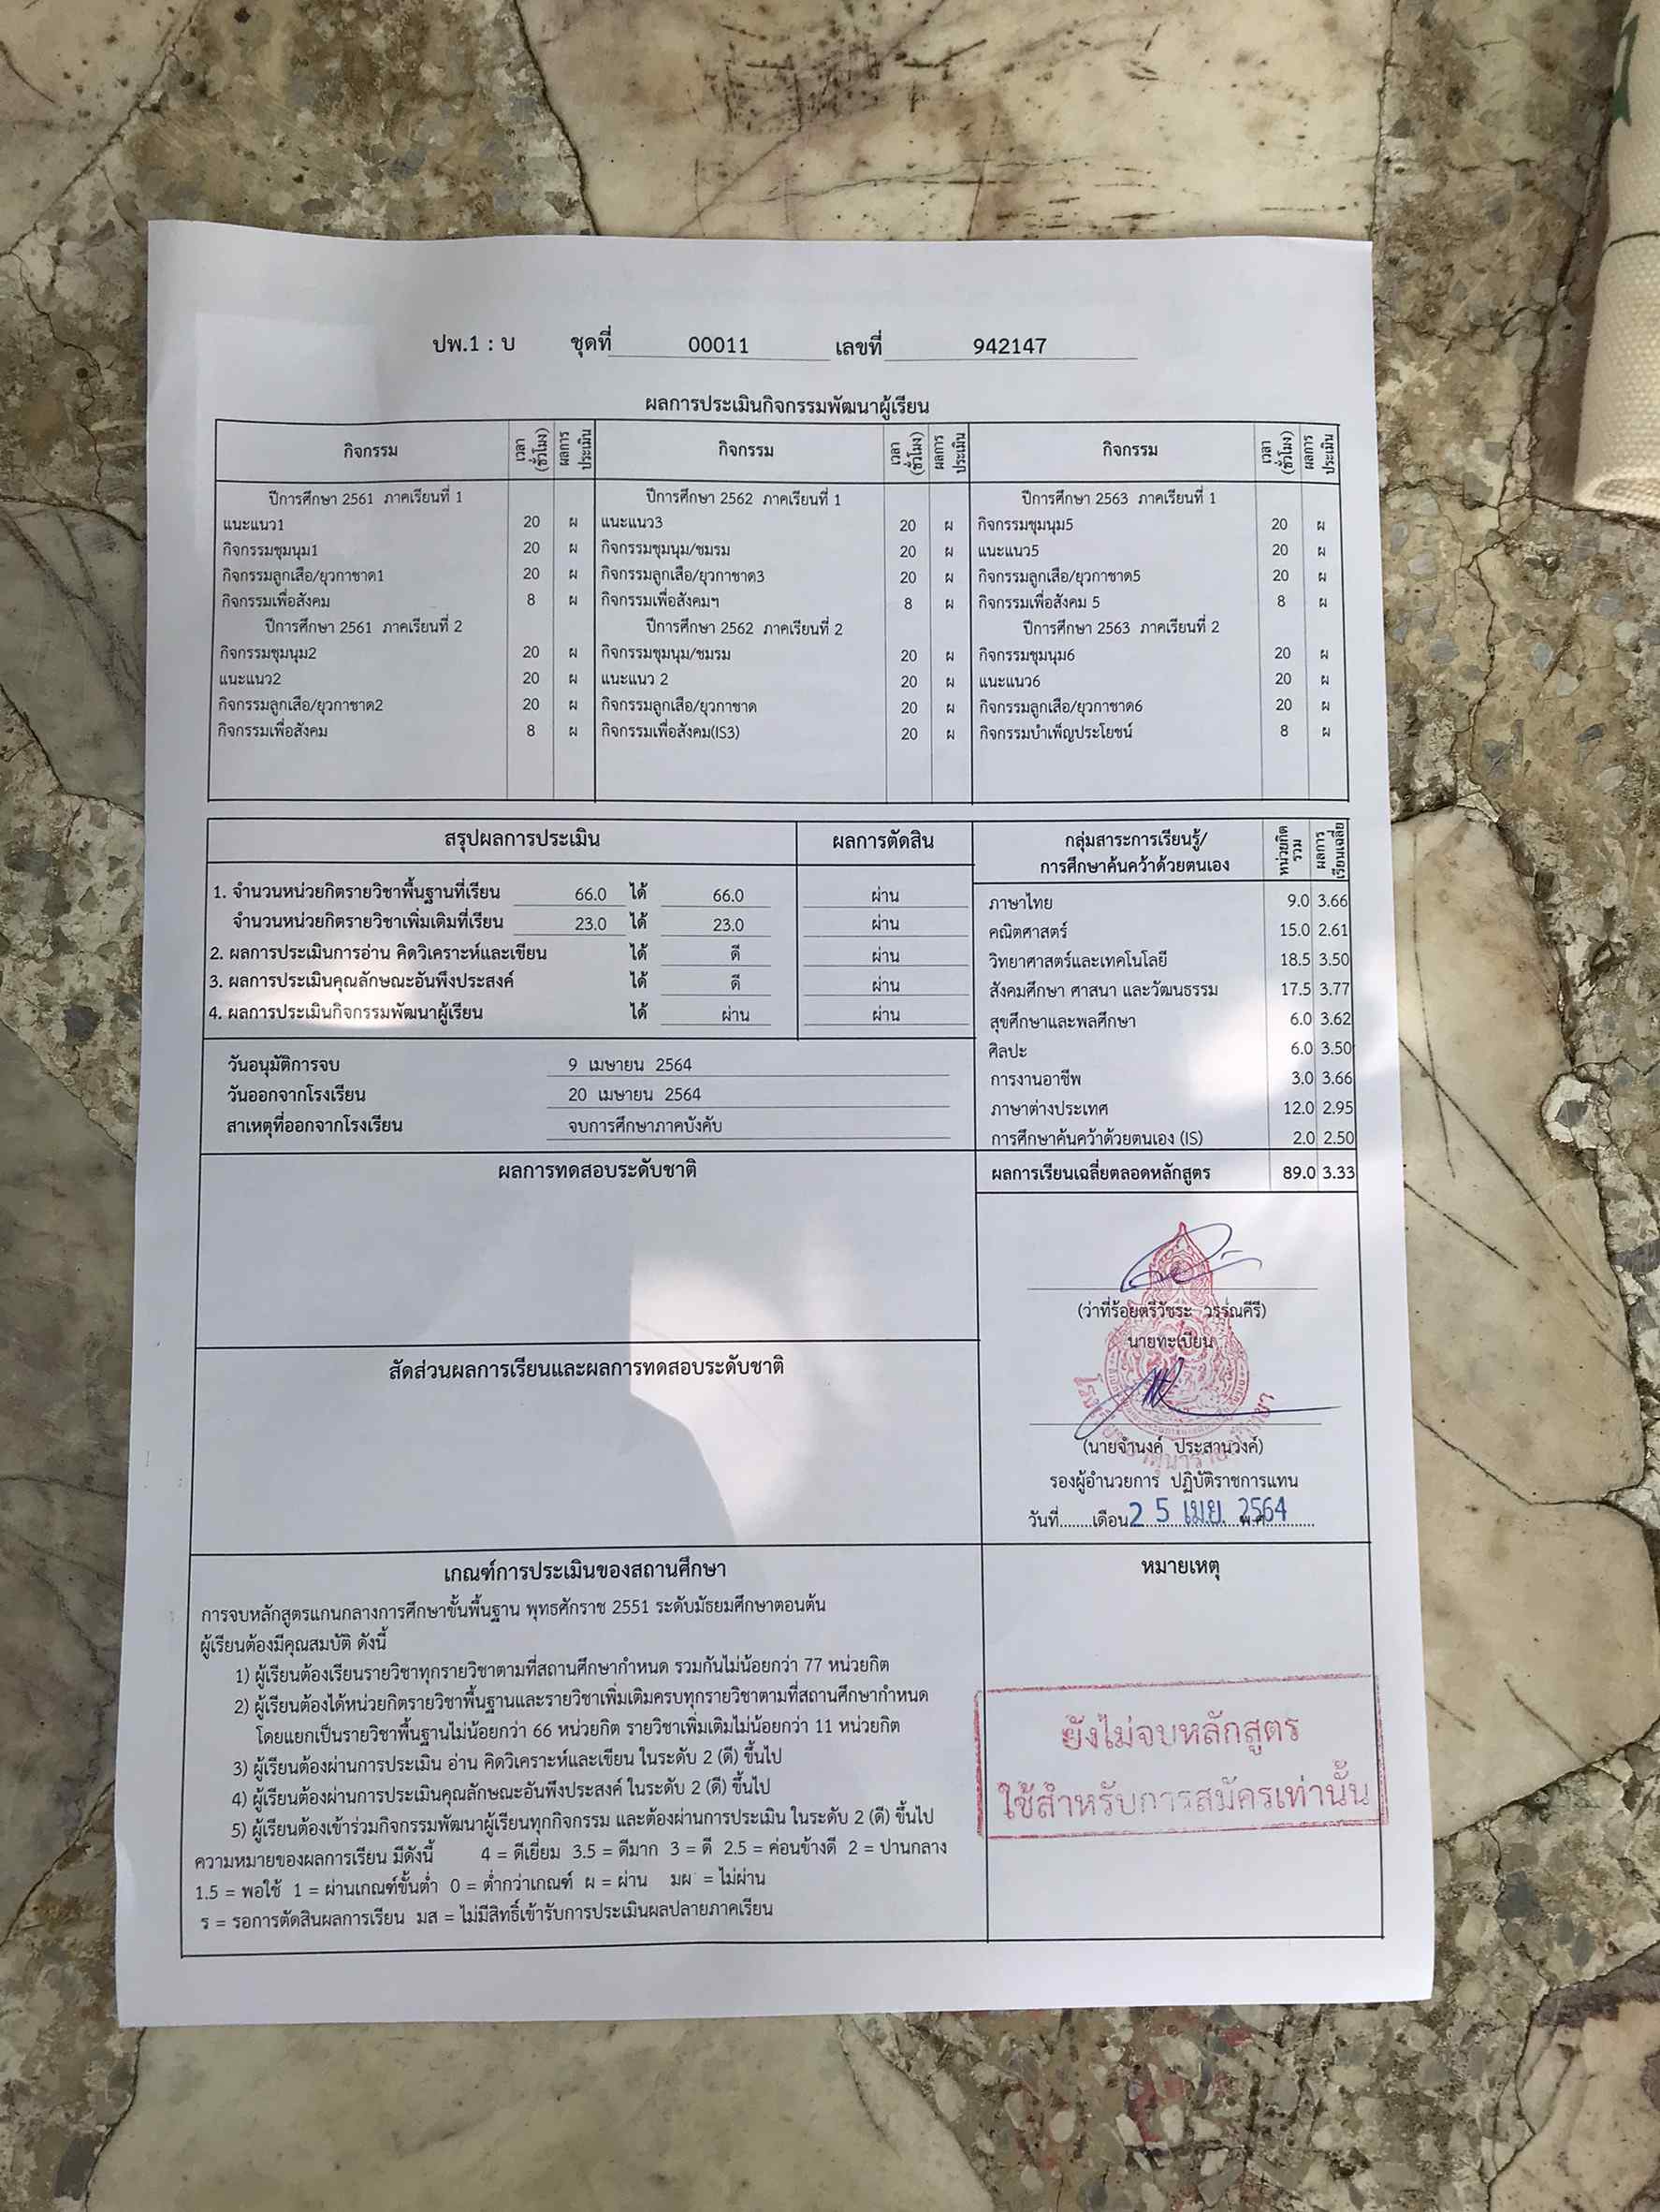 ปพ.1 : บ ชุดที่ 00011 เลขที่ 942147
ผลการประเมินกิจกรรมพัฒนาผู้เรียน
กิจกรรม เวลา (ชั่วโมง) ผลการประเมิน กิจกรรม เวลา (ชั่วโมง) ผลการประเมิน กิจกรรม เวลา (ชั่วโมง) ผลการประเมิน
ปีการศึกษา 2561 ภาคเรียนที่ 1 ปีการศึกษา 2562 ภาคเรียนที่ 1 ปีการศึกษา 2563 ภาคเรียนที่ 1
แนะแนว1 20 ผ แนะแนว3 20 ผ กิจกรรมชุมนุม5 20 ผ
กิจกรรมชุมนุม1 20 ผ กิจกรรมชุมนุม/ชมรม 20 ผ แนะแนว5 20 ผ
กิจกรรมลูกเสือ/ยุวกาชาด1 20 ผ กิจกรรมลูกเสือ/ยุวกาชาด3 20 ผ กิจกรรมลูกเสือ/ยุวกาชาด5 20 ผ
กิจกรรมเพื่อสังคม 8 ผ กิจกรรมเพื่อสังคมฯ 8 ผ กิจกรรมเพื่อสังคม 5 8 ผ
ปีการศึกษา 2561 ภาคเรียนที่ 2 ปีการศึกษา 2562 ภาคเรียนที่ 2 ปีการศึกษา 2563 ภาคเรียนที่ 2
กิจกรรมชุมนุม2 20 ผ กิจกรรมชุมนุม/ชมรม 20 ผ กิจกรรมชุมนุม6 20 ผ
แนะแนว2 20 ผ แนะแนว 2 20 ผ แนะแนว6 20 ผ
กิจกรรมลูกเสือ/ยุวกาชาด2 20 ผ กิจกรรมลูกเสือ/ยุวกาชาด 20 ผ กิจกรรมลูกเสือ/ยุวกาชาด6 20 ผ
กิจกรรมเพื่อสังคม 8 ผ กิจกรรมเพื่อสังคม(IS3) 20 ผ กิจกรรมบำเพ็ญประโยชน์ 8 ผ
สรุปผลการประเมิน ผลการตัดสิน
1. จำนวนหน่วยกิตรายวิชาพื้นฐานที่เรียน 66.0 ได้ 66.0 ผ่าน
จำนวนหน่วยกิตรายวิชาเพิ่มเติมที่เรียน 23.0 ได้ 23.0 ผ่าน
2. ผลการประเมินการอ่าน คิดวิเคราะห์และเขียน ได้ ดี ผ่าน
3. ผลการประเมินคุณลักษณะอันพึงประสงค์ ได้ ดี ผ่าน
4. ผลการประเมินกิจกรรมพัฒนาผู้เรียน ได้ ผ่าน ผ่าน
วันอนุมัติการจบ 9 เมษายน 2564
วันออกจากโรงเรียน 20 เมษายน 2564
สาเหตุที่ออกจากโรงเรียน จบการศึกษาภาคบังคับ
กลุ่มสาระการเรียนรู้/
การศึกษาค้นคว้าด้วยตนเอง หน่วยกิตรวม ผลการเรียนเฉลี่ย
ภาษาไทย 9.0 3.66
คณิตศาสตร์ 15.0 2.61
วิทยาศาสตร์และเทคโนโลยี 18.5 3.50
สังคมศึกษา ศาสนา และวัฒนธรรม 17.5 3.77
สุขศึกษาและพลศึกษา 6.0 3.62
ศิลปะ 6.0 3.50
การงานอาชีพ 3.0 3.66
ภาษาต่างประเทศ 12.0 2.95
การศึกษาค้นคว้าด้วยตนเอง (IS) 2.0 2.50
ผลการเรียนเฉลี่ยตลอดหลักสูตร 89.0 3.33
ผลการทดสอบระดับชาติ
สัดส่วนผลการเรียนและผลการทดสอบระดับชาติ
(ว่าที่ร้อยตรีวัชระ วรรณคีรี)
นายทะเบียน
(นายจำนงค์ ประสานวงค์)
รองผู้อำนวยการ ปฏิบัติราชการแทน
วันที่........เดือน 2 5 เม.ย. 2564 พ.ศ.
เกณฑ์การประเมินของสถานศึกษา
การจบหลักสูตรแกนกลางการศึกษาขั้นพื้นฐาน พุทธศักราช 2551 ระดับมัธยมศึกษาตอนต้น
ผู้เรียนต้องมีคุณสมบัติ ดังนี้
1) ผู้เรียนต้องเรียนรายวิชาทุกรายวิชาตามที่สถานศึกษากำหนด รวมกันไม่น้อยกว่า 77 หน่วยกิต
2) ผู้เรียนต้องได้หน่วยกิตรายวิชาพื้นฐานและรายวิชาเพิ่มเติมครบทุกรายวิชาตามที่สถานศึกษากำหนด
โดยแยกเป็นรายวิชาพื้นฐานไม่น้อยกว่า 66 หน่วยกิต รายวิชาเพิ่มเติมไม่น้อยกว่า 11 หน่วยกิต
3) ผู้เรียนต้องผ่านการประเมิน อ่าน คิดวิเคราะห์และเขียน ในระดับ 2 (ดี) ขึ้นไป
4) ผู้เรียนต้องผ่านการประเมินคุณลักษณะอันพึงประสงค์ ในระดับ 2 (ดี) ขึ้นไป
5) ผู้เรียนต้องเข้าร่วมกิจกรรมพัฒนาผู้เรียนทุกกิจกรรม และต้องผ่านการประเมิน ในระดับ 2 (ดี) ขึ้นไป
ความหมายของผลการเรียน มีดังนี้ 4 = ดีเยี่ยม 3.5 = ดีมาก 3 = ดี 2.5 = ค่อนข้างดี 2 = ปานกลาง
1.5 = พอใช้ 1 = ผ่านเกณฑ์ขั้นต่ำ 0 = ต่ำกว่าเกณฑ์ ผ = ผ่าน มผ = ไม่ผ่าน
ร = รอการตัดสินผลการเรียน มส = ไม่มีสิทธิ์เข้ารับการประเมินผลปลายภาคเรียน
หมายเหตุ
ยังไม่จบหลักสูตร
ใช้สำหรับการสมัครเท่านั้น